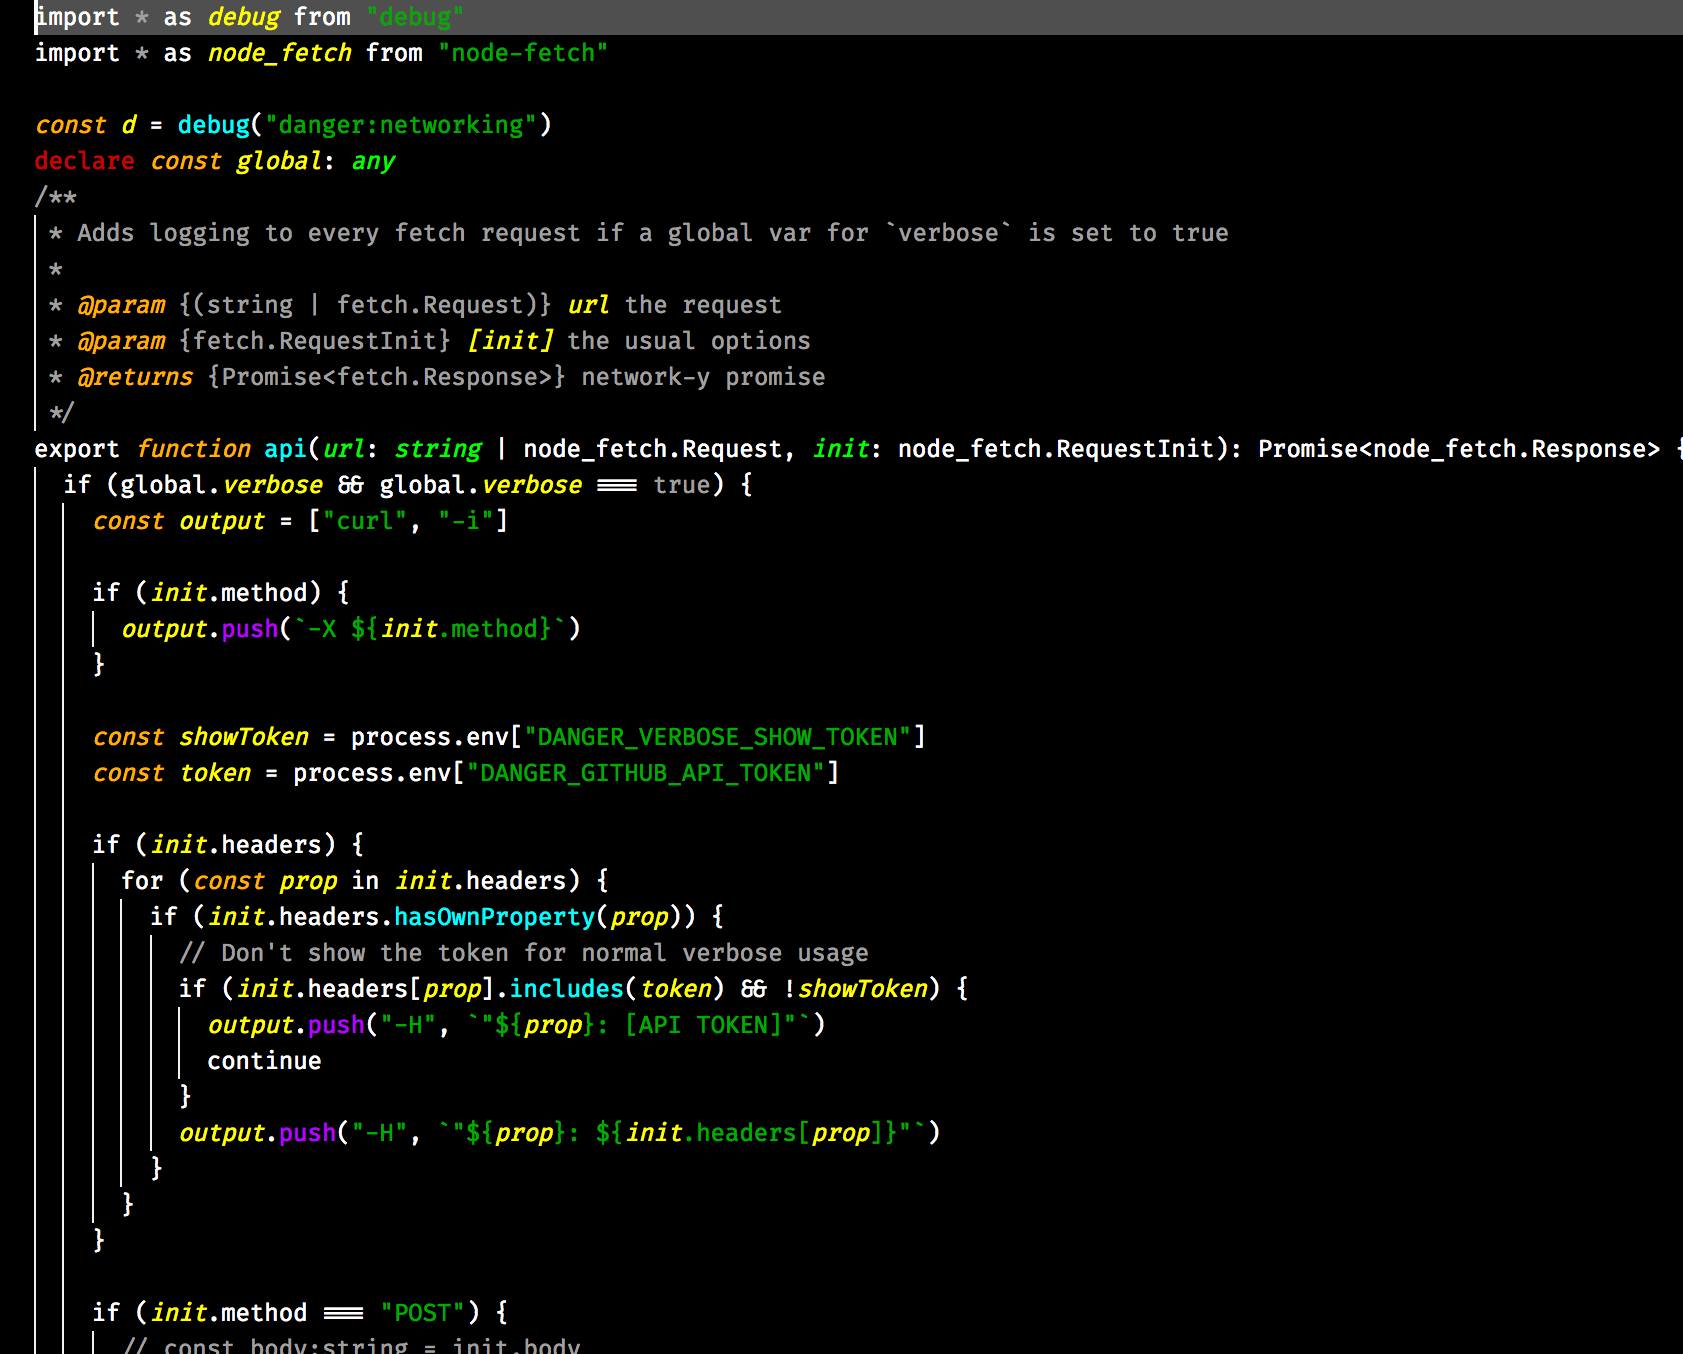 import * as debug from "debug"
import * as node_fetch from "node-fetch"

const d = debug("danger:networking")
declare const global: any
/**
 * Adds logging to every fetch request if a global var for `verbose` is set to true
 *
 * @param {(string | fetch.Request)} url the request
 * @param {fetch.RequestInit} [init] the usual options
 * @returns {Promise<fetch.Response>} network-y promise
 */
export function api(url: string | node_fetch.Request, init: node_fetch.RequestInit): Promise<node_fetch.Response> {
  if (global.verbose && global.verbose === true) {
    const output = ["curl", "-i"]

    if (init.method) {
      output.push(`-X ${init.method}`)
    }

    const showToken = process.env["DANGER_VERBOSE_SHOW_TOKEN"]
    const token = process.env["DANGER_GITHUB_API_TOKEN"]

    if (init.headers) {
      for (const prop in init.headers) {
        if (init.headers.hasOwnProperty(prop)) {
          // Don't show the token for normal verbose usage
          if (init.headers[prop].includes(token) && !showToken) {
            output.push("-H", `"${prop}: [API TOKEN]"`)
            continue
          }
          output.push("-H", `"${prop}: ${init.headers[prop]}"`)
        }
      }
    }

    if (init.method === "POST") {
      // const body:string = init.body